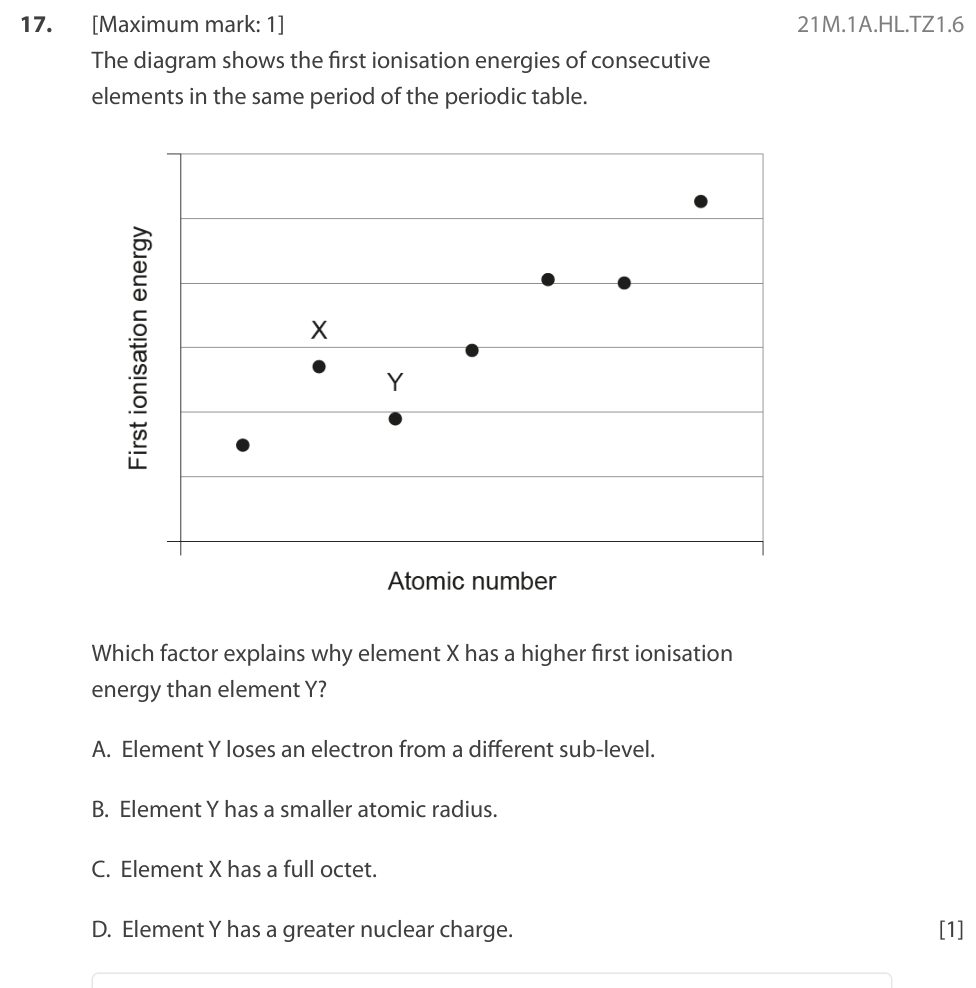 17. [Maximum mark: 1] 21M.1A.HL.TZ1.6
The diagram shows the first ionisation energies of consecutive
elements in the same period of the periodic table.
First ionisation energy
X
Y
Atomic number
Which factor explains why element X has a higher first ionisation
energy than element Y?
A. Element Y loses an electron from a different sub-level.
B. Element Y has a smaller atomic radius.
C. Element X has a full octet.
D. Element Y has a greater nuclear charge. [1]